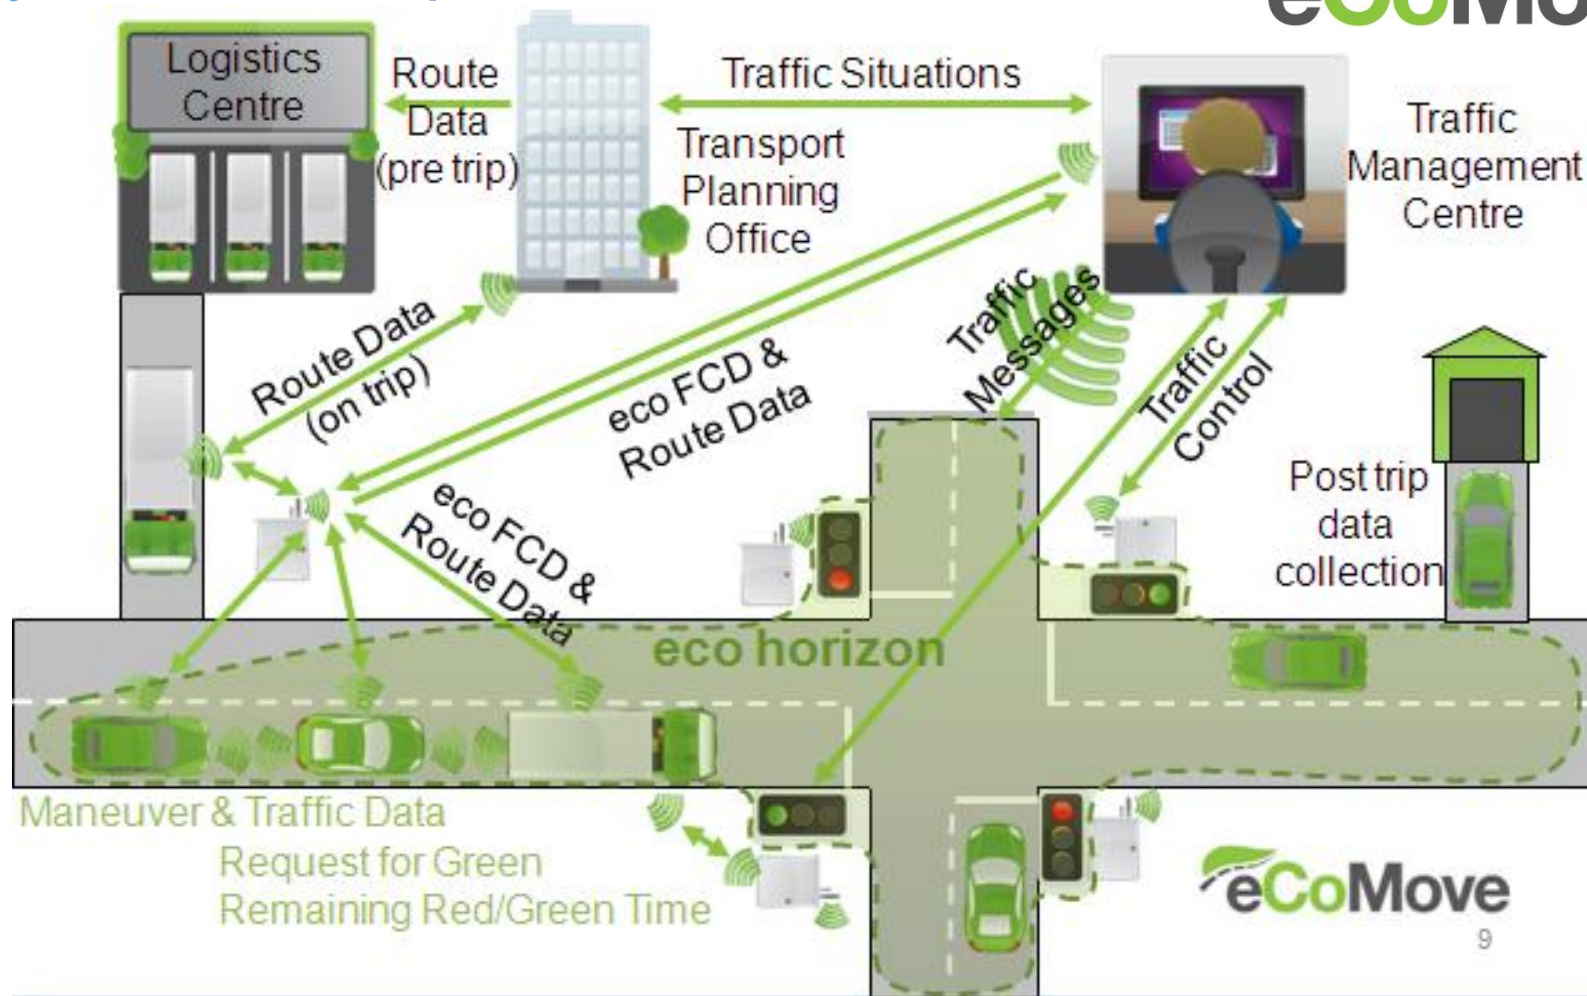 Logistics
Centre
Route
Data
(pre trip)
Traffic Situations
Transport
Planning
Office
Traffic
Management
Centre
Route Data
(on trip)
eco FCD &
Route Data
Traffic
Messages
Traffic
Control
eco FCD &
Route Data
Post trip
data
collection
eco horizon
Maneuver & Traffic Data
Request for Green
Remaining Red/Green Time
eCoMove
9